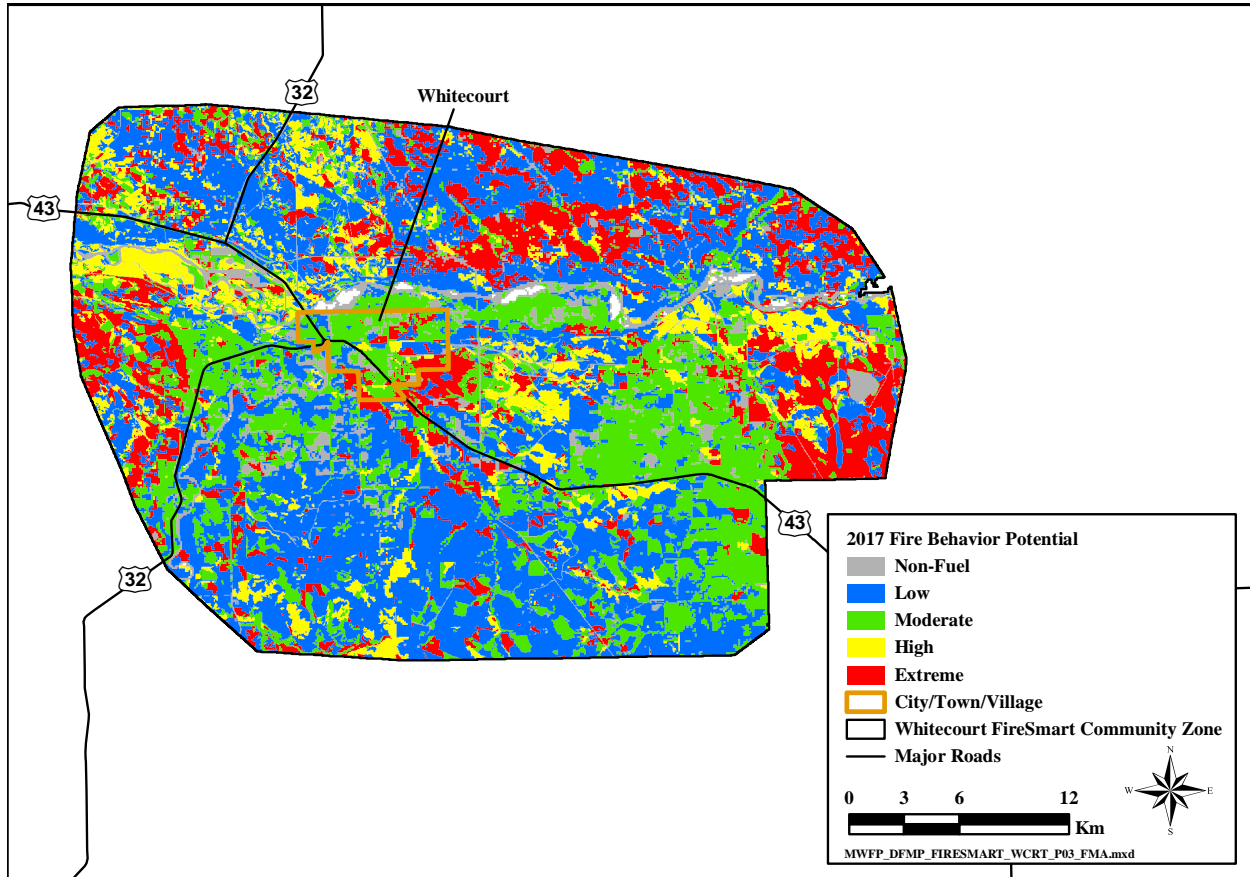 32
Whitecourt
43
32
43
32
2017 Fire Behavior Potential
Non-Fuel
Low
Moderate
High
Extreme
City/Town/Village
Whitecourt FireSmart Community Zone
Major Roads
N
W E
S
0 3 6 12
Km
MWFP_DFMP_FIRESMART_WCRT_P03_FMA.mxd